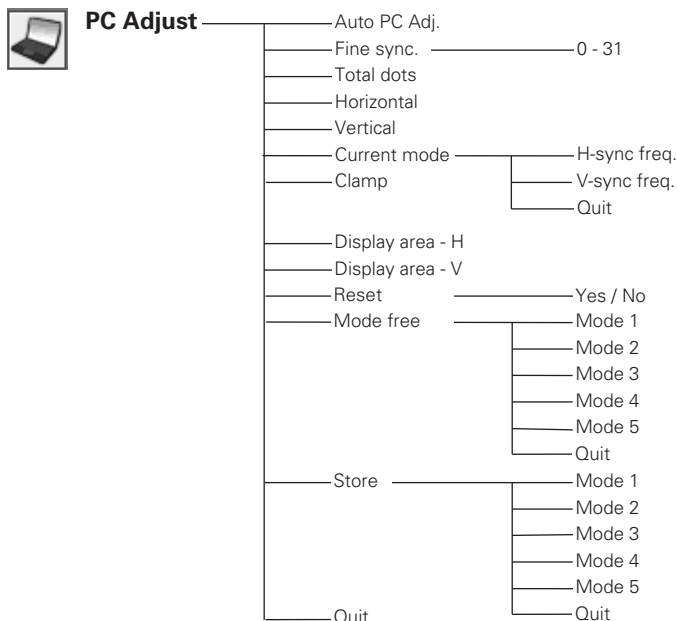 PC Adjust
Auto PC Adj.
Fine sync. 0 - 31
Total dots
Horizontal
Vertical
Current mode H-sync freq.
Clamp V-sync freq.
Quit
Display area - H
Display area - V
Reset Yes / No
Mode free Mode 1
Mode 2
Mode 3
Mode 4
Mode 5
Quit
Store Mode 1
Mode 2
Mode 3
Mode 4
Mode 5
Quit Quit